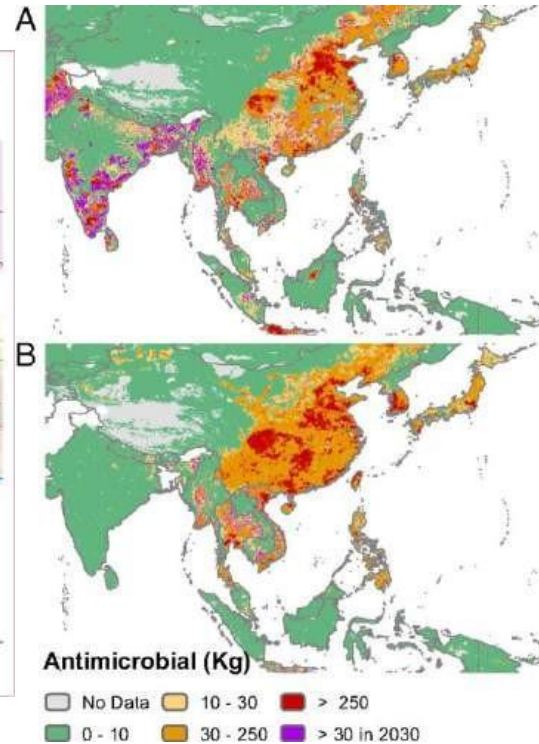 A
B
Antimicrobial (Kg)
No Data 10 - 30 > 250
0 - 10 30 - 250 > 30 in 2030